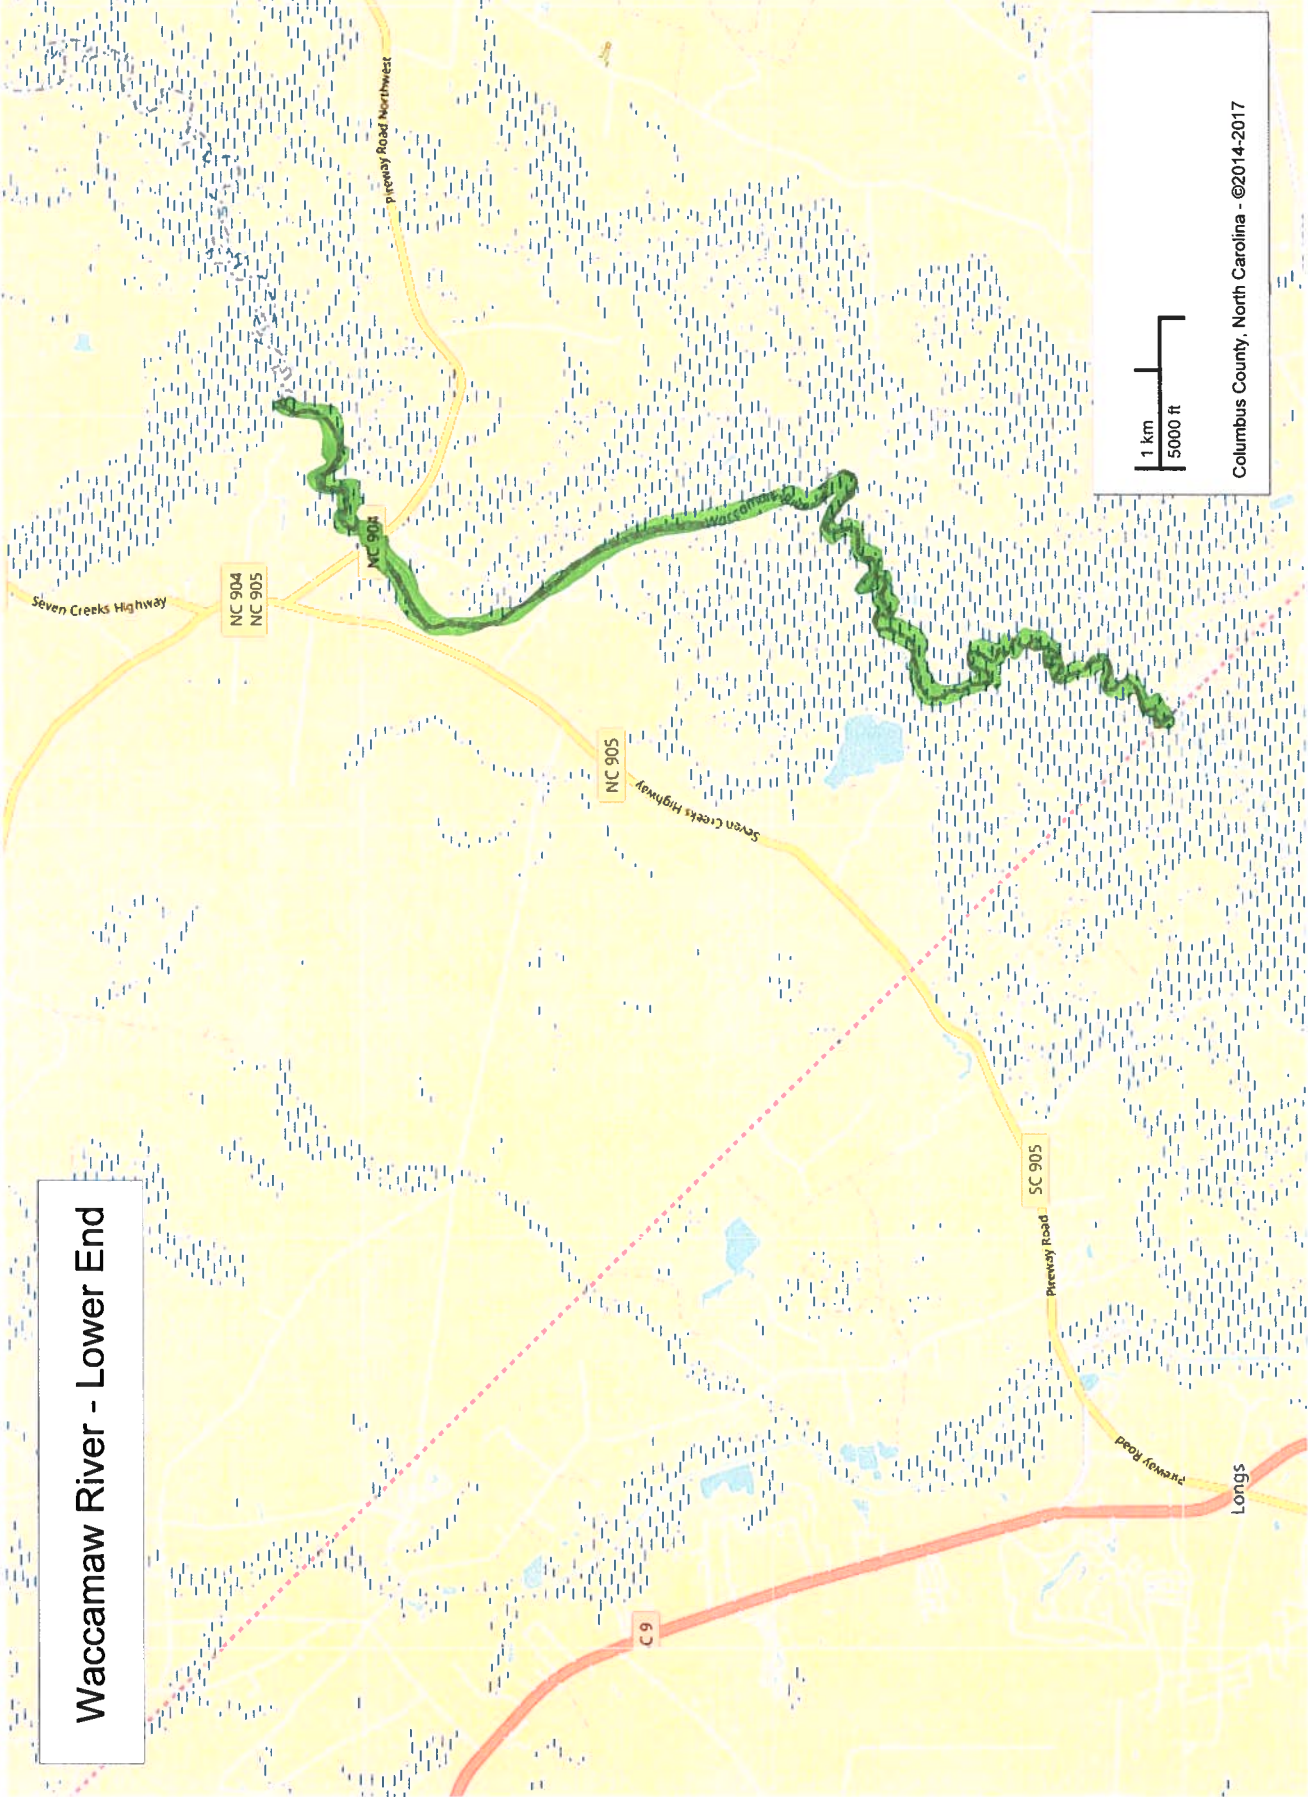 Waccamaw River - Lower End
Seven Creeks Highway
NC 904
NC 905
NC 904
Pireway Road Northwest
Waccamaw
NC 905
Seven Creeks Highway
SC 905
Pireway Road
Pireway Road
C 9
Longs
1 km
5000 ft
Columbus County, North Carolina - ©2014-2017